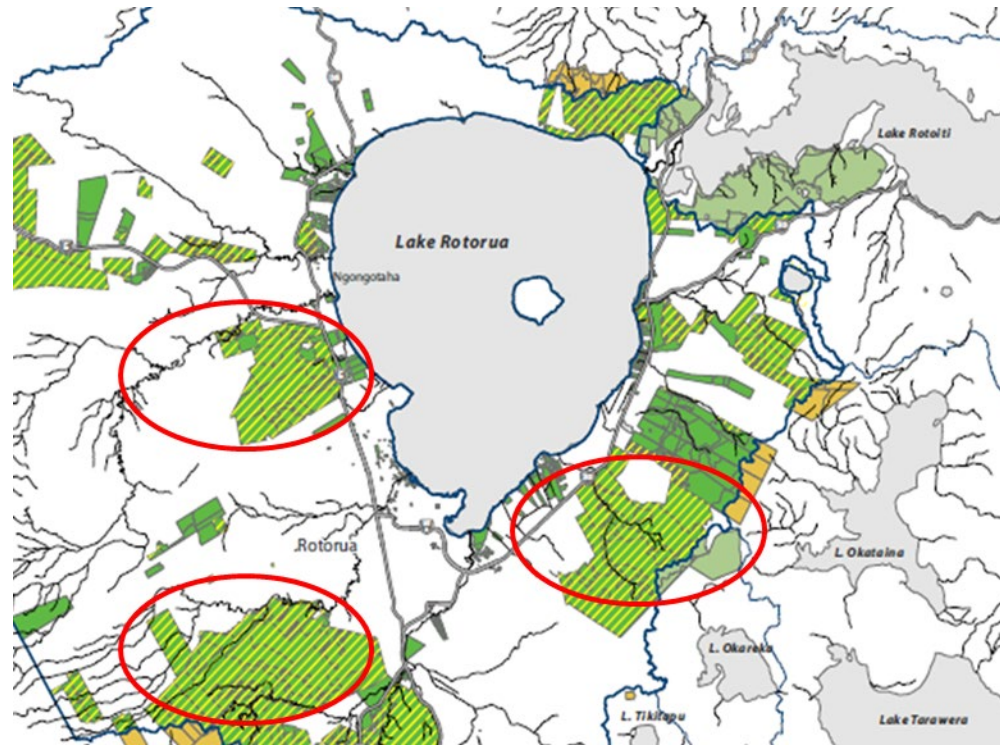 Lake Rotoiti
Lake Rotorua
Ngongotaha
Rotorua
L. Okataina
L. Okareka
L. Tikitapu
Lake Tarawera